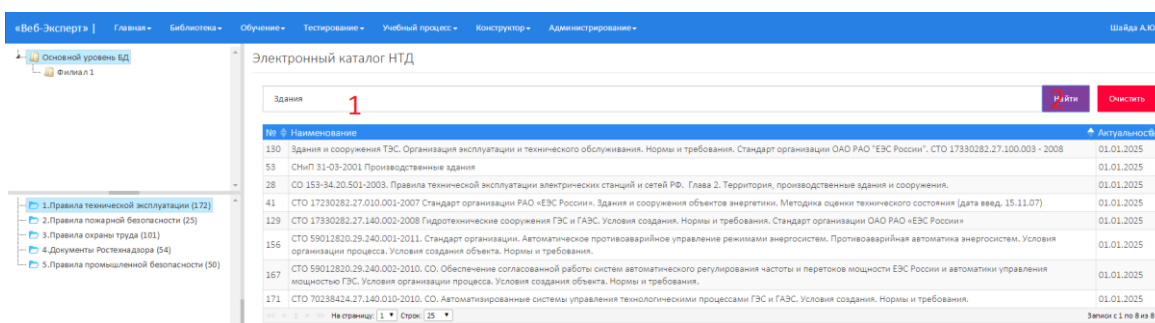 «Веб-Эксперт» | Главная Библиотека Обучение Тестирование Учебный процесс Конструктор Администрирование Шайда А.Ю
Основной уровень БД
Филиал 1
1.Правила технической эксплуатации (172)
2.Правила пожарной безопасности (25)
3.Правила охраны труда (101)
4.Документы Ростехнадзора (54)
5.Правила промышленной безопасности (50)
Электронный каталог НТД
Здания 1 Найти 2 Очистить
№ Наименование Актуальность
130 Здания и сооружения ТЭС. Организация эксплуатации и технического обслуживания. Нормы и требования. Стандарт организации ОАО РАО "ЕЭС России". СТО 17330282.27.100.003 - 2008 01.01.2025
53 СНиП 31-03-2001 Производственные здания 01.01.2025
28 СО 153-34.20.501-2003. Правила технической эксплуатации электрических станций и сетей РФ. Глава 2. Территория, производственные здания и сооружения. 01.01.2025
41 СТО 17230282.27.010.001-2007 Стандарт организации РАО «ЕЭС России». Здания и сооружения объектов энергетики. Методика оценки технического состояния (дата введ. 15.11.07) 01.01.2025
129 СТО 17330282.27.140.002-2008 Гидротехнические сооружения ГЭС и ГАЭС. Условия создания. Нормы и требования. Стандарт организации ОАО РАО «ЕЭС России» 01.01.2025
156 СТО 59012820.29.240.001-2011. Стандарт организации. Автоматическое противоаварийное управление режимами энергосистем. Противоаварийная автоматика энергосистем. Условия
организации процесса. Условия создания объекта. Нормы и требования. 01.01.2025
167 СТО 59012820.29.240.002-2010. СО. Обеспечение согласованной работы систем автоматического регулирования частоты и перетоков мощности ЕЭС России и автоматики управления
мощностью ГЭС. Условия организации процесса. Условия создания объекта. Нормы и требования. 01.01.2025
171 СТО 70238424.27.140.010-2010. СО. Автоматизированные системы управления технологическими процессами ГЭС и ГАЭС. Условия создания. Нормы и требования. 01.01.2025
1 На страницу: 1 Строк: 25 Записи с 1 по 8 из 8